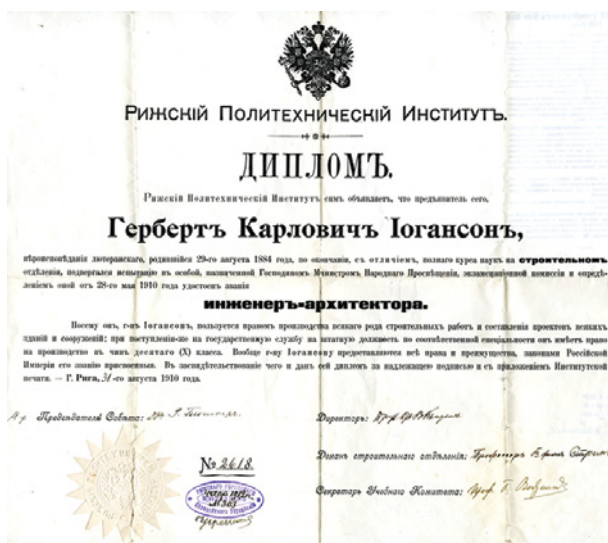 Рижскій Политехническій Институтъ.
ДИПЛОМЪ.
Рижскій Политехническій Институтъ симъ объявляетъ, что предъявитель сего,
Гербертъ Карловичъ Іогансонъ,
вѣроисповѣданія лютеранскаго, родившійся 29-го августа 1884 года, по окончаніи, съ отличіемъ, полнаго курса наукъ на строительномъ
отдѣленіи, подвергался испытанію въ особой, назначенной Господиномъ Министромъ Народнаго Просвѣщенія, экзаменаціонной комиссіи и опредѣ-
леніемъ оной отъ 28-го мая 1910 года удостоенъ званія
инженеръ-архитектора.
Посему онъ, г-нъ Іогансонъ, пользуется правомъ производства всякаго рода строительныхъ работъ и составленія проектовъ всякихъ
зданій и сооруженій; при поступленіи-же на государственную службу на штатную должность по соотвѣтственной спеціальности онъ имѣетъ право
на производство въ чинъ десятаго (X) класса. Вообще г-ну Іогансону предоставляются всѣ права и преимущества, законами Россійской
Имперіи его званію присвоенныя. Въ засвидѣтельствованіе чего и данъ сей дипломъ за надлежащею подписью и съ приложеніемъ Институтской
печати. — Г. Рига, 31-го августа 1910 года.
Предсѣдатель Совѣта:
Директоръ:
Деканъ строительнаго отдѣленія: Профессоръ
№ 2618.
Секретарь Учебнаго Комитета: Проф.